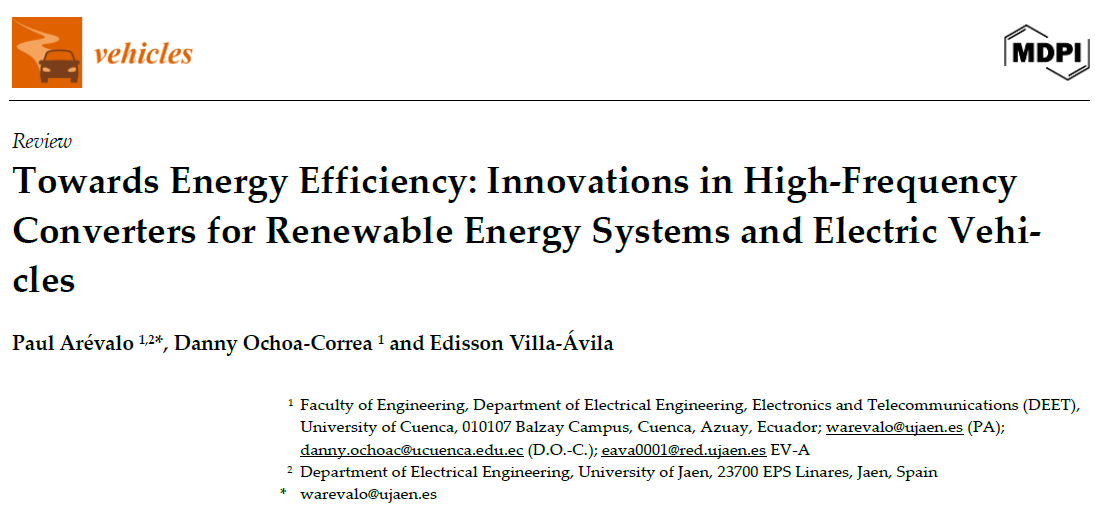 vehicles
MDPI
Review
Towards Energy Efficiency: Innovations in High-Frequency
Converters for Renewable Energy Systems and Electric Vehi-
cles
Paul Arévalo 1,2*, Danny Ochoa-Correa 1 and Edisson Villa-Ávila
1 Faculty of Engineering, Department of Electrical Engineering, Electronics and Telecommunications (DEET),
University of Cuenca, 010107 Balzay Campus, Cuenca, Azuay, Ecuador; warevalo@ujaen.es (PA);
danny.ochoac@ucuenca.edu.ec (D.O.-C.); eava0001@red.ujaen.es EV-A
2 Department of Electrical Engineering, University of Jaen, 23700 EPS Linares, Jaen, Spain
* warevalo@ujaen.es